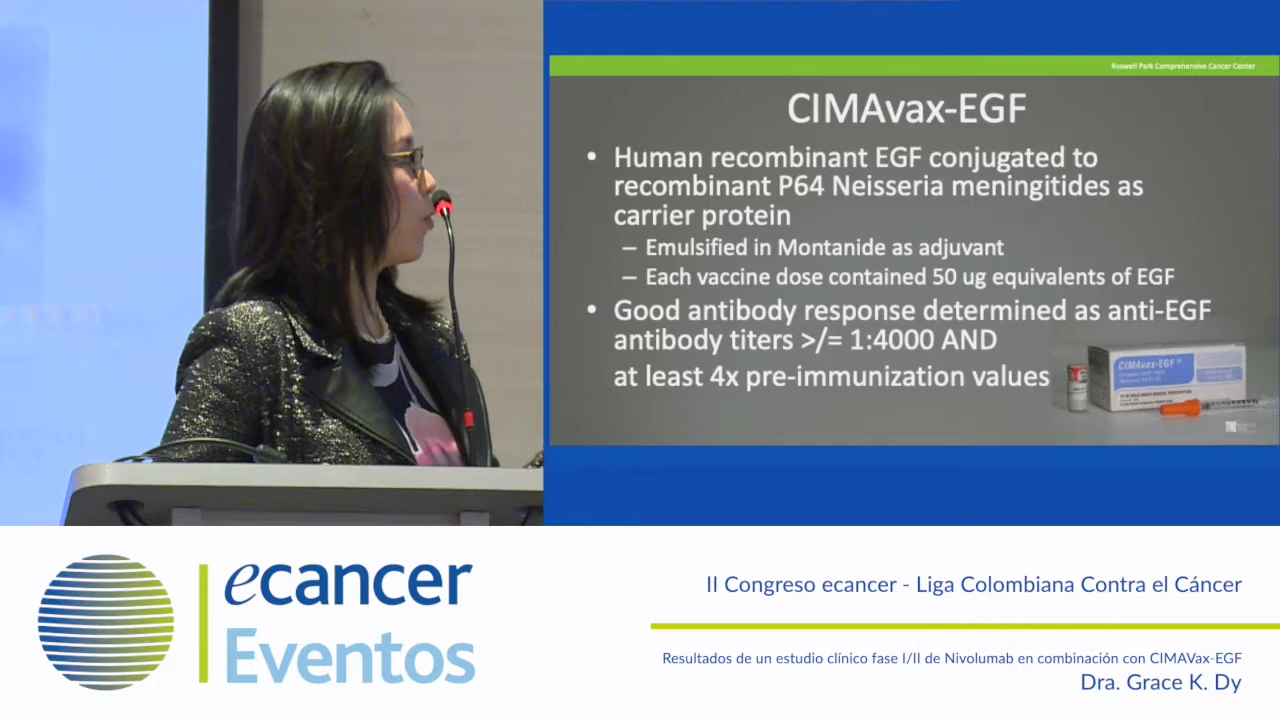 Roswell Park Comprehensive Cancer Center
CIMAvax-EGF
• Human recombinant EGF conjugated to
recombinant P64 Neisseria meningitides as
carrier protein
– Emulsified in Montanide as adjuvant
– Each vaccine dose contained 50 ug equivalents of EGF
• Good antibody response determined as anti-EGF
antibody titers >/= 1:4000 AND
at least 4x pre-immunization values
CIMAvax-EGF®
ecancer
Eventos
II Congreso ecancer - Liga Colombiana Contra el Cáncer
Resultados de un estudio clínico fase I/II de Nivolumab en combinación con CIMAVax-EGF
Dra. Grace K. Dy